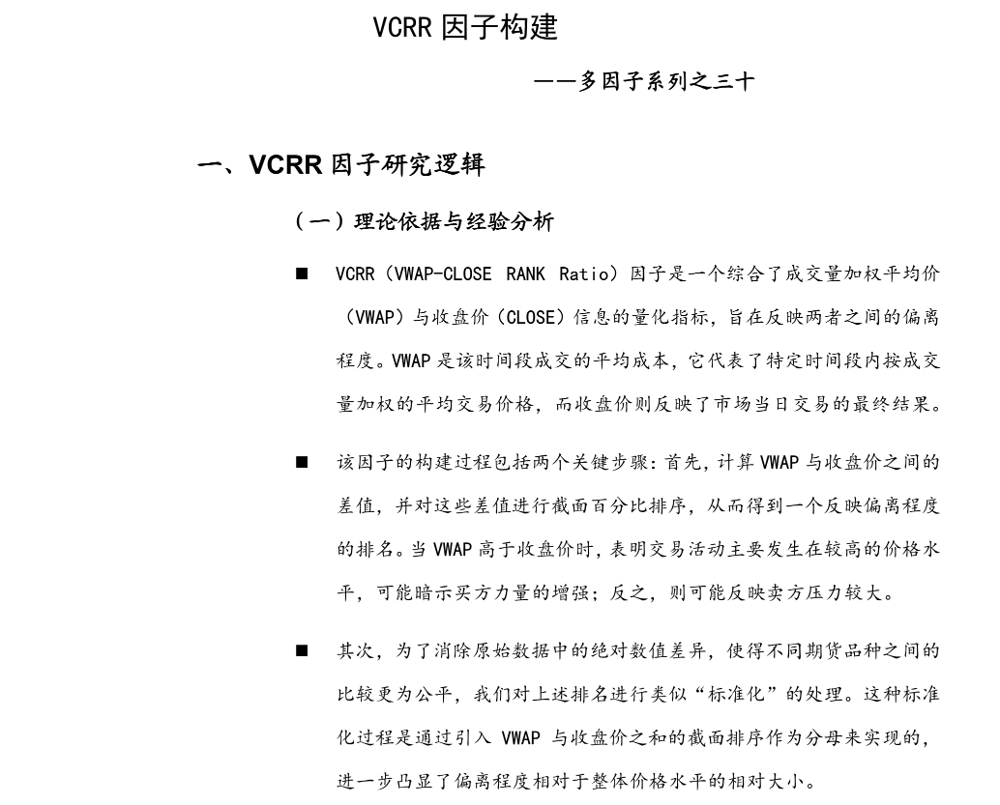 VCRR 因子构建
——多因子系列之三十
一、VCRR 因子研究逻辑
（一）理论依据与经验分析
■ VCRR（VWAP-CLOSE RANK Ratio）因子是一个综合了成交量加权平均价
（VWAP）与收盘价（CLOSE）信息的量化指标，旨在反映两者之间的偏离
程度。VWAP 是该时间段成交的平均成本，它代表了特定时间段内按成交
量加权的平均交易价格，而收盘价则反映了市场当日交易的最终结果。
■ 该因子的构建过程包括两个关键步骤：首先，计算 VWAP 与收盘价之间的
差值，并对这些差值进行截面百分比排序，从而得到一个反映偏离程度
的排名。当 VWAP 高于收盘价时，表明交易活动主要发生在较高的价格水
平，可能暗示买方力量的增强；反之，则可能反映卖方压力较大。
■ 其次，为了消除原始数据中的绝对数值差异，使得不同期货品种之间的
比较更为公平，我们对上述排名进行类似“标准化”的处理。这种标准
化过程是通过引入 VWAP 与收盘价之和的截面排序作为分母来实现的，
进一步凸显了偏离程度相对于整体价格水平的相对大小。